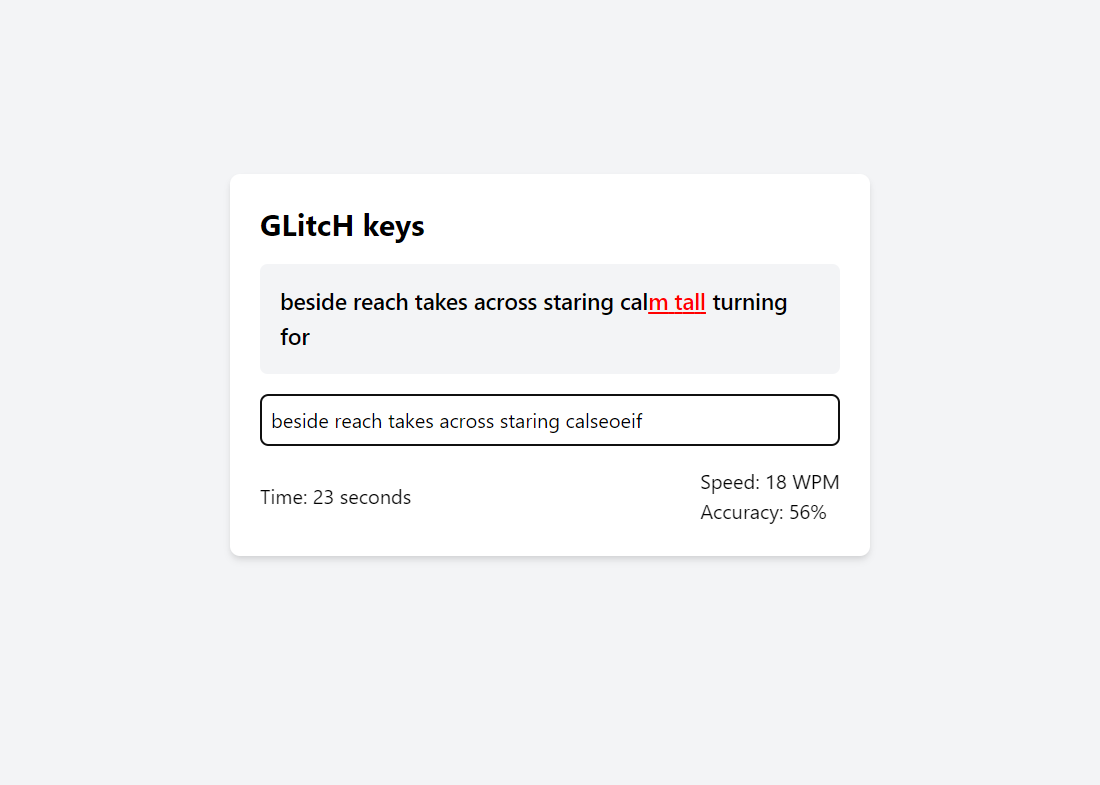 GLitcH keys
beside reach takes across staring calm tall turning
for
beside reach takes across staring calseoeif
Time: 23 seconds
Speed: 18 WPM
Accuracy: 56%